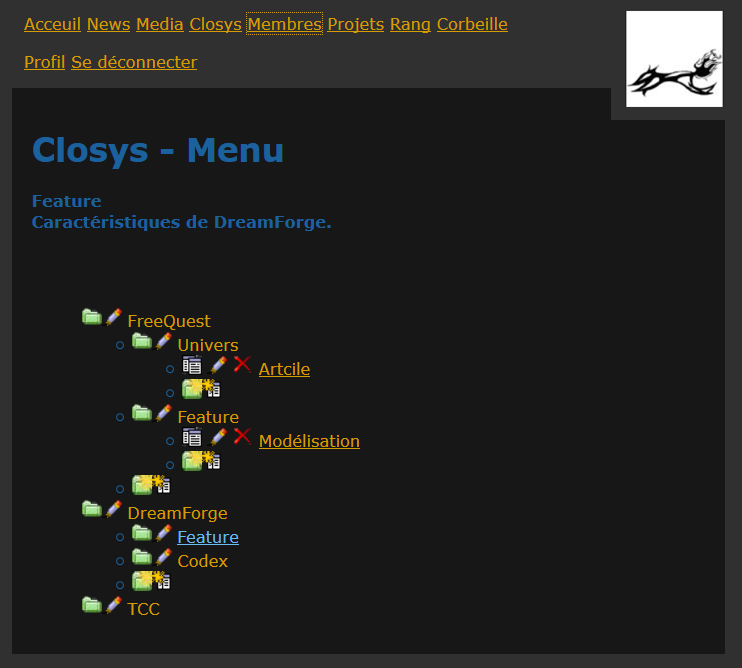 Acceuil News Media Closys Membres Projets Rang Corbeille
Profil Se déconnecter
Closys - Menu
Feature
Caractéristiques de DreamForge.
FreeQuest
Univers
Artcile
Feature
Modélisation
DreamForge
Feature
Codex
TCC